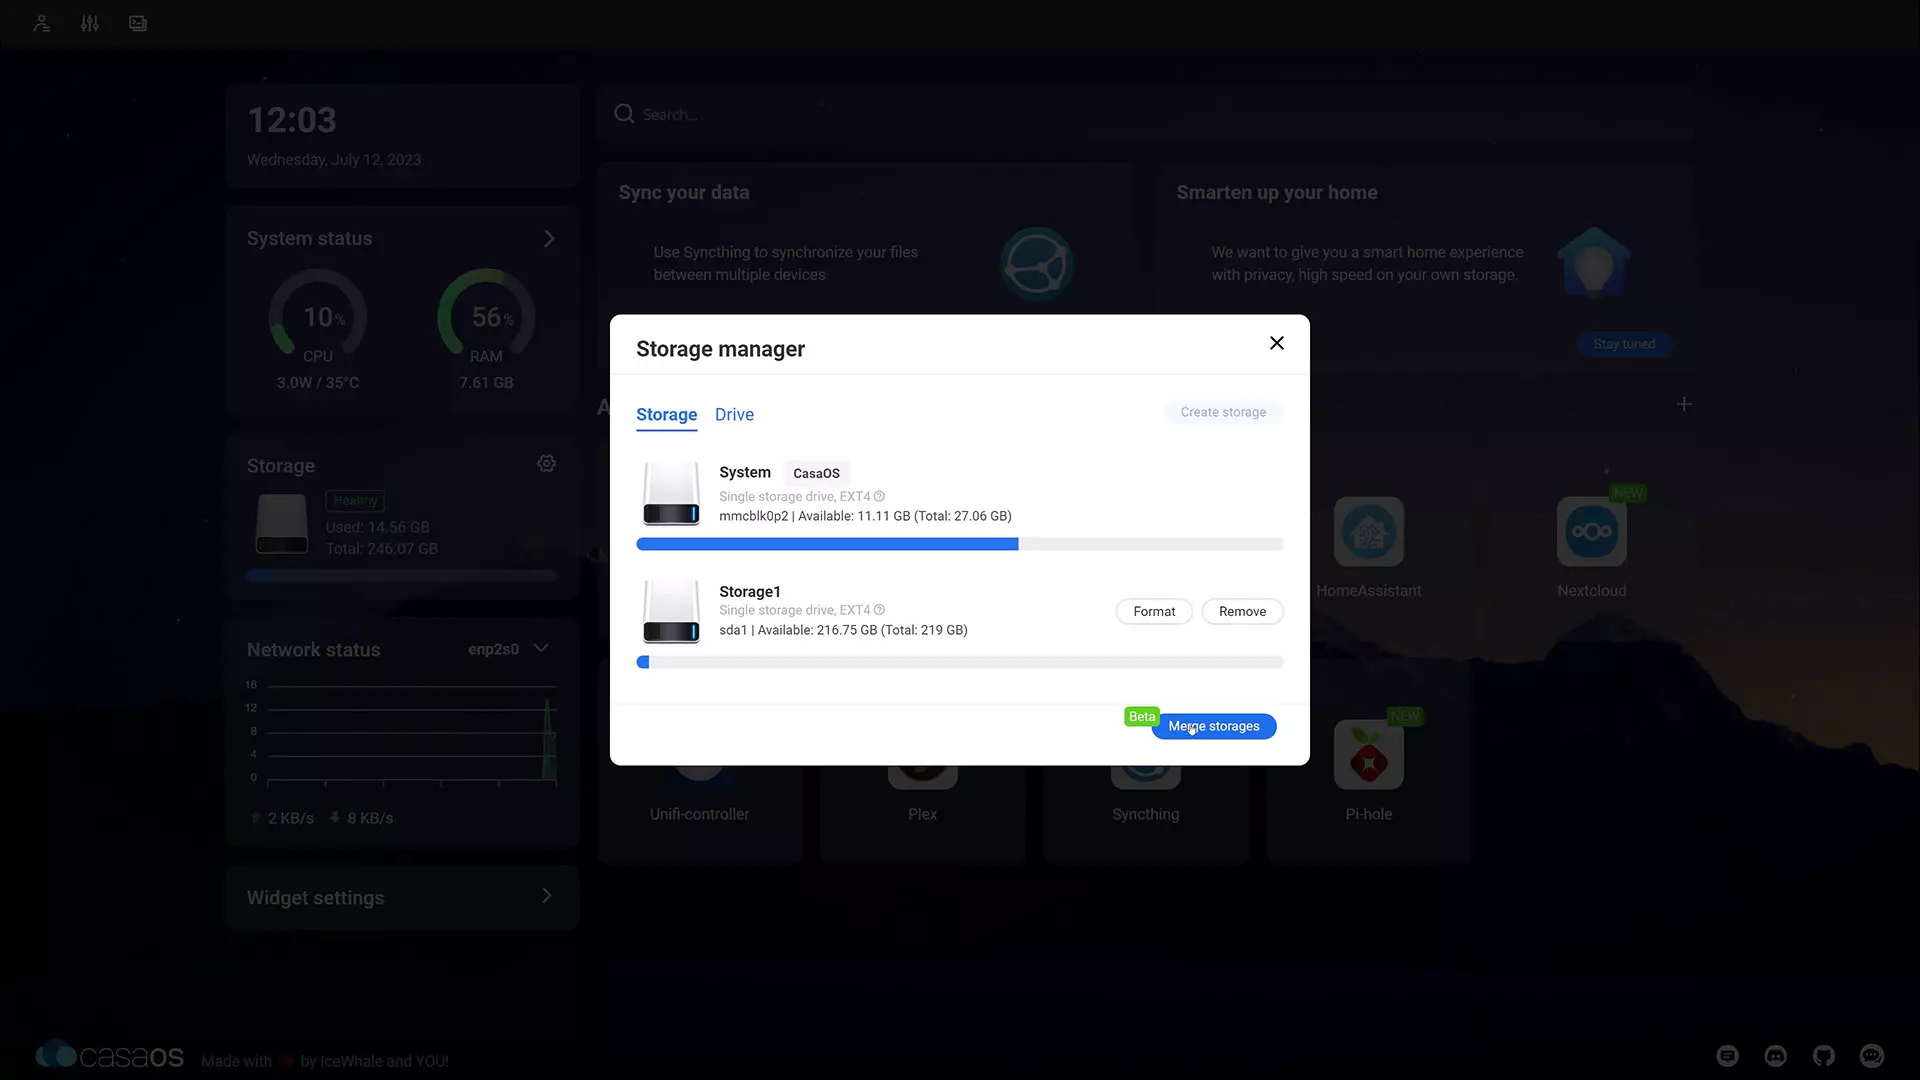 12:03
Wednesday, July 12, 2023
Search...
System status
10%
CPU
3.0W / 35°C
56%
RAM
7.61 GB
Sync your data
Use Syncthing to synchronize your files
between multiple devices
Smarten up your home
We want to give you a smart home experience
with privacy, high speed on your own storage.
Stay tuned
Storage
Healthy
Used: 14.56 GB
Total: 246.07 GB
Network status
enp2s0
18
12
8
4
0
2 KB/s
8 KB/s
Widget settings
A
Storage manager
Storage
Drive
Create storage
System
CasaOS
Single storage drive, EXT4
mmcblk0p2 | Available: 11.11 GB (Total: 27.06 GB)
Storage1
Single storage drive, EXT4
sda1 | Available: 216.75 GB (Total: 219 GB)
Format
Remove
Beta
Merge storages
HomeAssistant
NEW
Nextcloud
Unifi-controller
Plex
Syncthing
NEW
Pi-hole
casaOS
Made with by IceWhale and YOU!